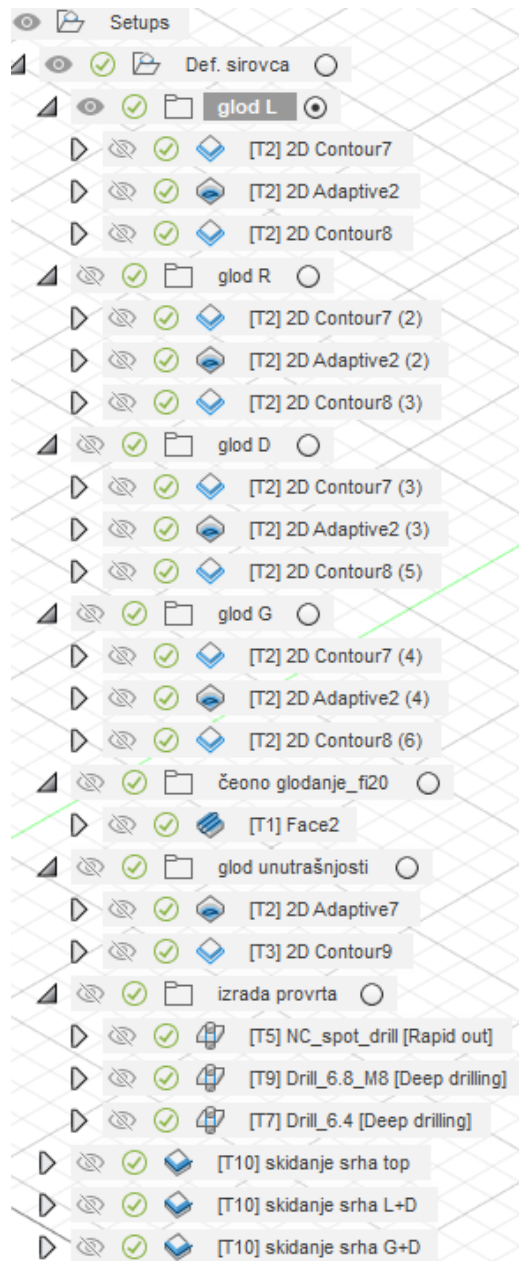 Setups
Def. sirovca
glod L
[T2] 2D Contour7
[T2] 2D Adaptive2
[T2] 2D Contour8
glod R
[T2] 2D Contour7 (2)
[T2] 2D Adaptive2 (2)
[T2] 2D Contour8 (3)
glod D
[T2] 2D Contour7 (3)
[T2] 2D Adaptive2 (3)
[T2] 2D Contour8 (5)
glod G
[T2] 2D Contour7 (4)
[T2] 2D Adaptive2 (4)
[T2] 2D Contour8 (6)
čeono glodanje_fi20
[T1] Face2
glod unutrašnjosti
[T2] 2D Adaptive7
[T3] 2D Contour9
izrada provrta
[T5] NC_spot_drill [Rapid out]
[T9] Drill_6.8_M8 [Deep drilling]
[T7] Drill_6.4 [Deep drilling]
[T10] skidanje srha top
[T10] skidanje srha L+D
[T10] skidanje srha G+D